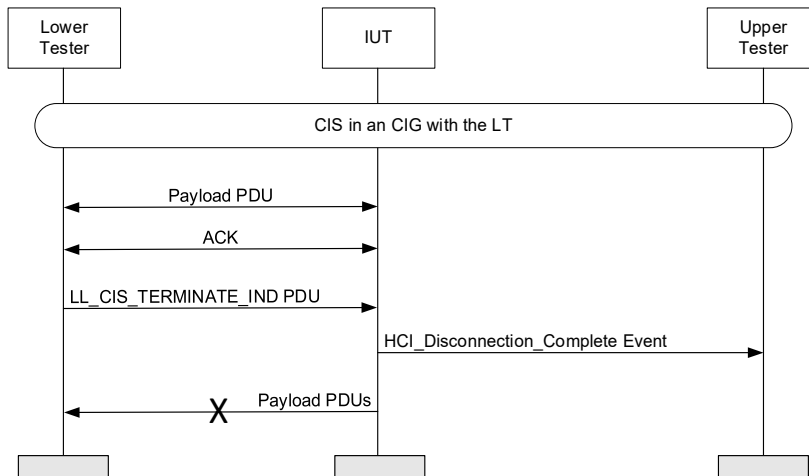 Lower
Tester
IUT
Upper
Tester
CIS in an CIG with the LT
Payload PDU
ACK
LL_CIS_TERMINATE_IND PDU
HCI_Disconnection_Complete Event
Payload PDUs
X